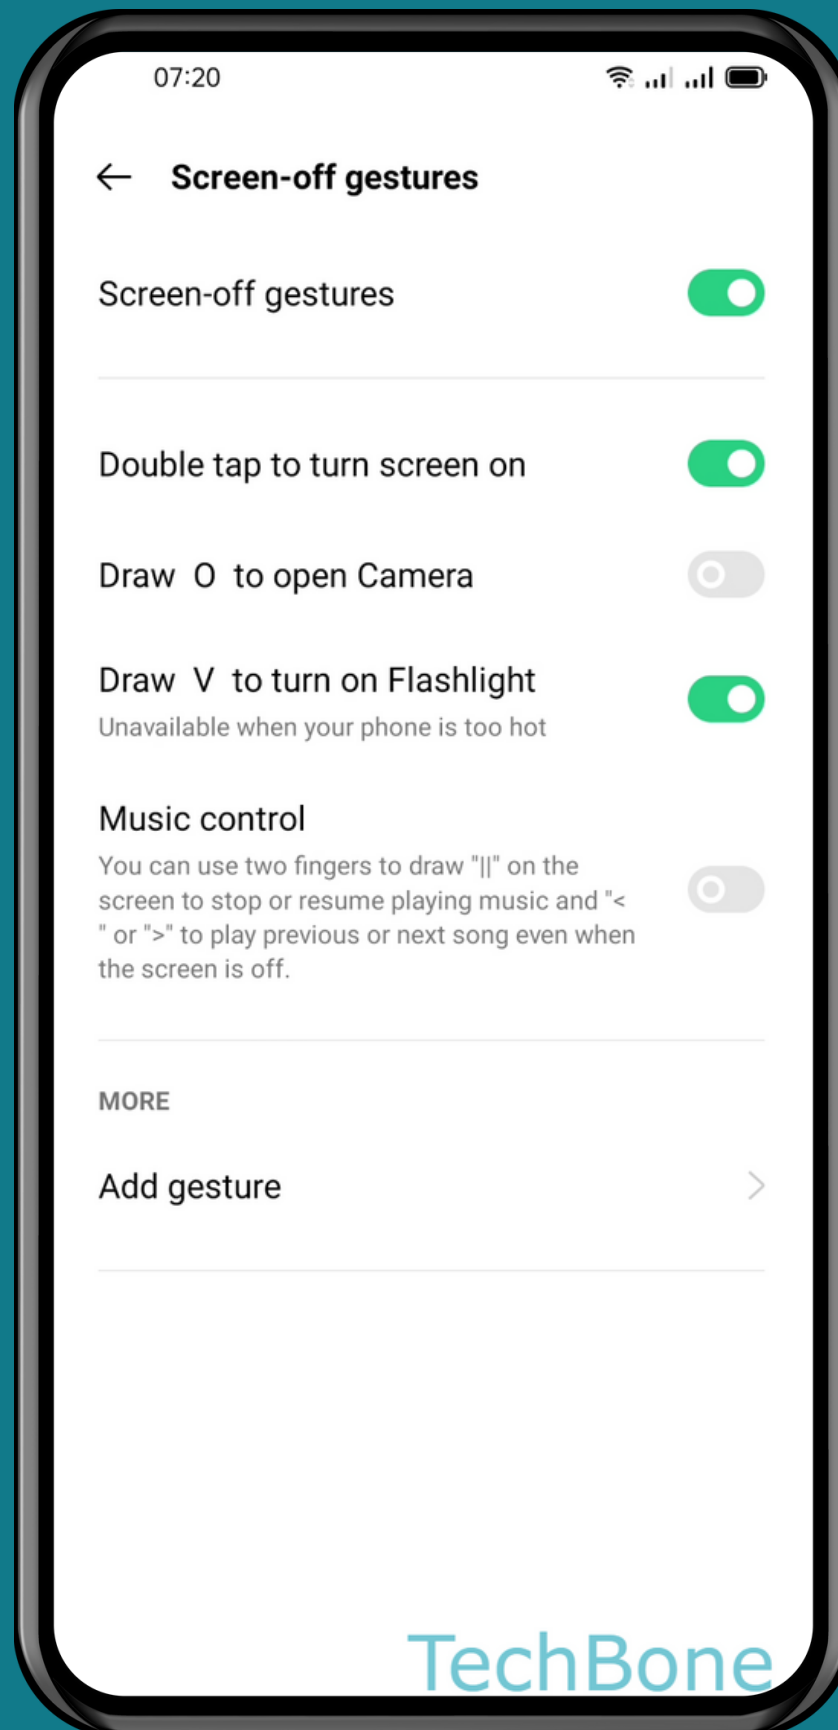 07:20
Screen-off gestures
Screen-off gestures
Double tap to turn screen on
Draw O to open Camera
Draw V to turn on Flashlight
Unavailable when your phone is too hot
Music control
You can use two fingers to draw "||" on the
screen to stop or resume playing music and "<
" or ">" to play previous or next song even when
the screen is off.
MORE
Add gesture
TechBone